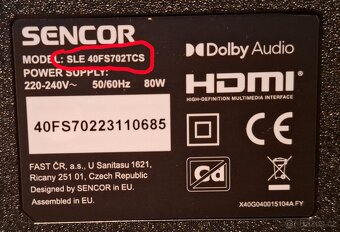 SENCOR
MODEL: SLE 40FS702TCS
POWER SUPPLY:
220-240V~ 50/60Hz 80W
Dolby Audio
HDMI
HIGH-DEFINITION MULTIMEDIA INTERFACE
40FS70223110685
FAST ČR, a.s. U Sanitasu 1621,
Ricany 251 01, Czech Republic
Designed by SENCOR in EU.
Assembled in EU.
Cd
CE
X40G040015104A FY